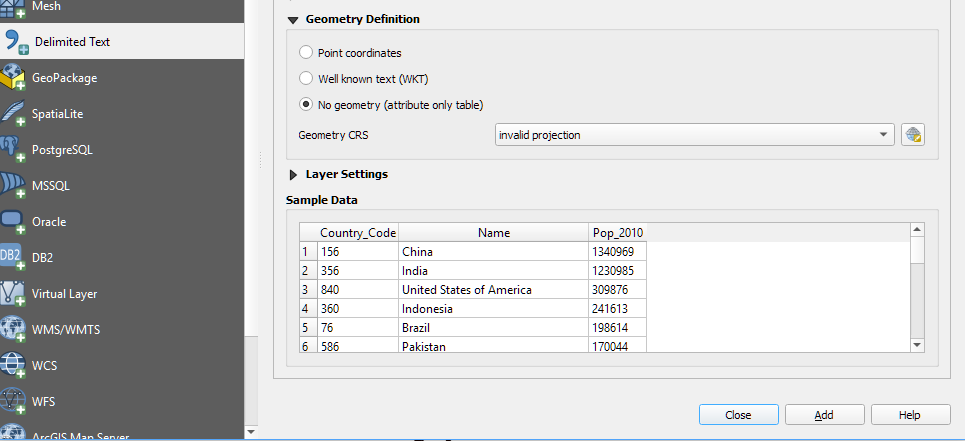 Mesh
Delimited Text
GeoPackage
SpatiaLite
PostgreSQL
MSSQL
Oracle
DB2
DB2
Virtual Layer
WMS/WMTS
WCS
WFS
ArcGIS Map Server
Geometry Definition
Point coordinates
Well known text (WKT)
No geometry (attribute only table)
Geometry CRS invalid projection
Layer Settings
Sample Data
Country_Code Name Pop_2010
1 156 China 1340969
2 356 India 1230985
3 840 United States of America 309876
4 360 Indonesia 241613
5 76 Brazil 198614
6 586 Pakistan 170044
Close Add Help